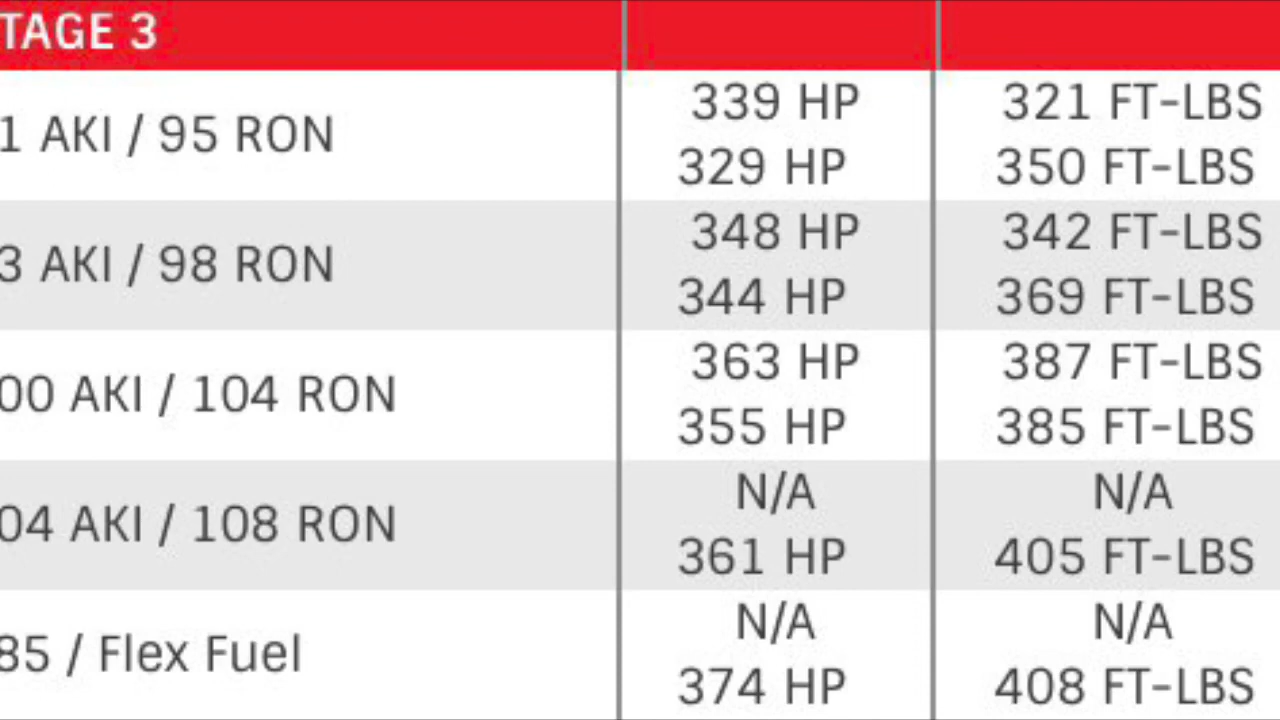 TAGE 3
1 AKI / 95 RON
339 HP
321 FT-LBS
329 HP
350 FT-LBS
3 AKI / 98 RON
348 HP
342 FT-LBS
344 HP
369 FT-LBS
00 AKI / 104 RON
363 HP
387 FT-LBS
355 HP
385 FT-LBS
04 AKI / 108 RON
N/A
N/A
361 HP
405 FT-LBS
85 / Flex Fuel
N/A
N/A
374 HP
408 FT-LBS